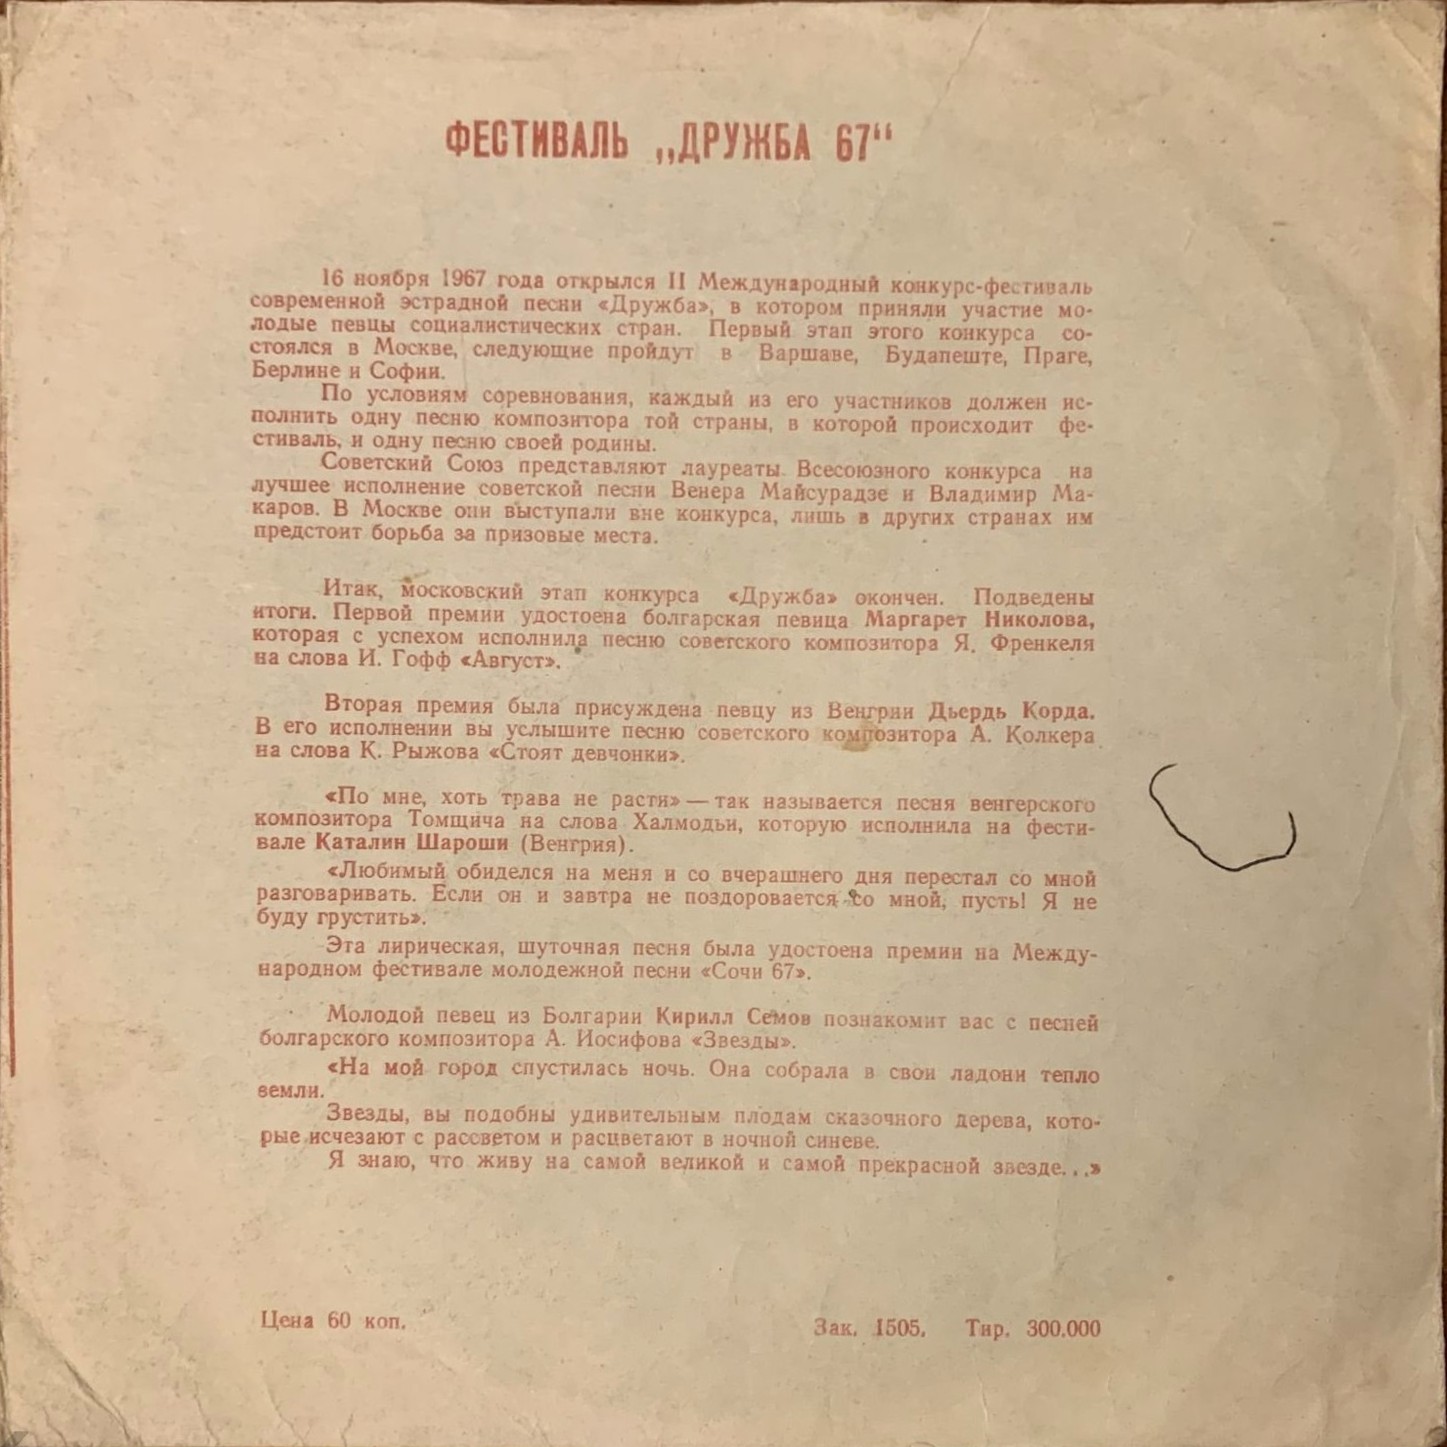 ФЕСТИВАЛЬ „ДРУЖБА 67“
16 ноября 1967 года открылся II Международный конкурс-фестиваль
современной эстрадной песни «Дружба», в котором приняли участие мо-
лодые певцы социалистических стран. Первый этап этого конкурса со-
стоялся в Москве, следующие пройдут в Варшаве, Будапеште, Праге,
Берлине и Софии.
По условиям соревнования, каждый из его участников должен ис-
полнить одну песню композитора той страны, в которой происходит фе-
стиваль, и одну песню своей родины.
Советский Союз представляют лауреаты Всесоюзного конкурса на
лучшее исполнение советской песни Венера Майсурадзе и Владимир Ма-
каров. В Москве они выступали вне конкурса, лишь в других странах им
предстоит борьба за призовые места.
Итак, московский этап конкурса «Дружба» окончен. Подведены
итоги. Первой премии удостоена болгарская певица Маргарет Николова,
которая с успехом исполнила песню советского композитора Я. Френкеля
на слова И. Гофф «Август».
Вторая премия была присуждена певцу из Венгрии Дьердь Корда.
В его исполнении вы услышите песню советского композитора А. Колкера
на слова К. Рыжова «Стоят девчонки».
«По мне, хоть трава не расти» — так называется песня венгерского
композитора Томщича на слова Халмодьи, которую исполнила на фести-
вале Каталин Шароши (Венгрия).
«Любимый обиделся на меня и со вчерашнего дня перестал со мной
разговаривать. Если он и завтра не поздоровается со мной, пусть! Я не
буду грустить».
Эта лирическая, шуточная песня была удостоена премии на Между-
народном фестивале молодежной песни «Сочи 67».
Молодой певец из Болгарии Кирилл Семов познакомит вас с песней
болгарского композитора А. Иосифова «Звезды».
«На мой город спустилась ночь. Она собрала в свои ладони тепло
земли.
Звезды, вы подобны удивительным плодам сказочного дерева, кото-
рые исчезают с рассветом и расцветают в ночной синеве.
Я знаю, что живу на самой великой и самой прекрасной звезде...»
Цена 60 коп.
Зак. 1505. Тир. 300.000